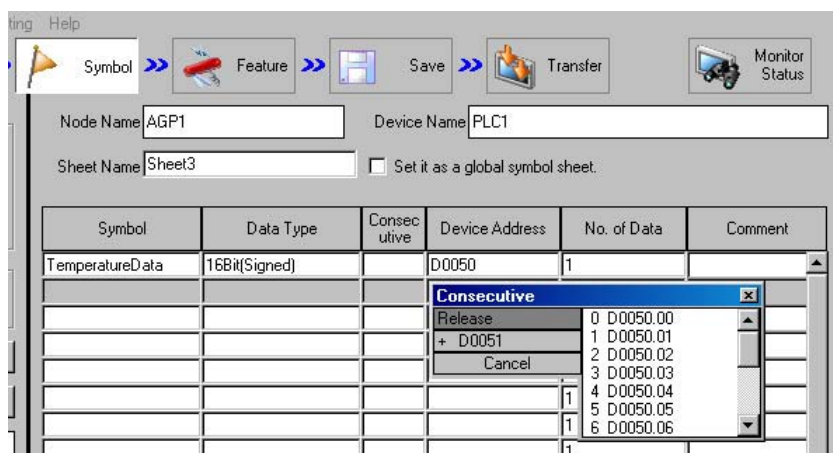 ting Help
Symbol Feature Save Transfer Monitor Status
Node Name AGP1 Device Name PLC1
Sheet Name Sheet3 Set it as a global symbol sheet.
Symbol Data Type Consec utive Device Address No. of Data Comment
TemperatureData 16Bit(Signed) D0050 1
Consecutive
Release 0 D0050.00
+ D0051 1 D0050.01
2 D0050.02
Cancel 3 D0050.03
4 D0050.04
1 5 D0050.05
1 6 D0050.06
1